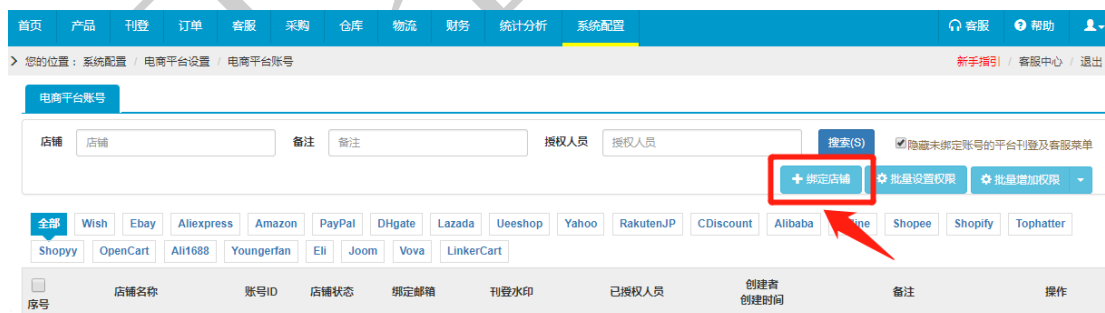 首页 产品 刊登 订单 客服 采购 仓库 物流 财务 统计分析 系统配置 客服 帮助
您的位置：系统配置 / 电商平台设置 / 电商平台账号 新手指引 / 客服中心 / 退出
电商平台账号
店铺 店铺 备注 备注 授权人员 授权人员 搜索(S) 隐藏未绑定账号的平台刊登及客服菜单
绑定店铺 批量设置权限 批量增加权限
全部 Wish Ebay Aliexpress Amazon PayPal DHgate Lazada Ueeshop Yahoo RakutenJP CDiscount Alibaba Shopee Shopify Tophatter
Shopyy OpenCart Ali1688 Youngerfan Eli Joom Vova LinkerCart
序号 店铺名称 账号ID 店铺状态 绑定邮箱 刊登水印 已授权人员 创建者 备注 操作
创建时间